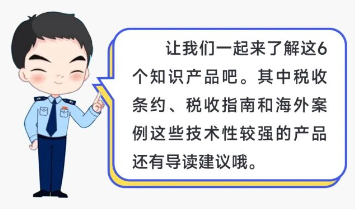 让我们一起来了解这6
个知识产品吧。其中税收
条约、税收指南和海外案
例这些技术性较强的产品
还有导读建议哦。